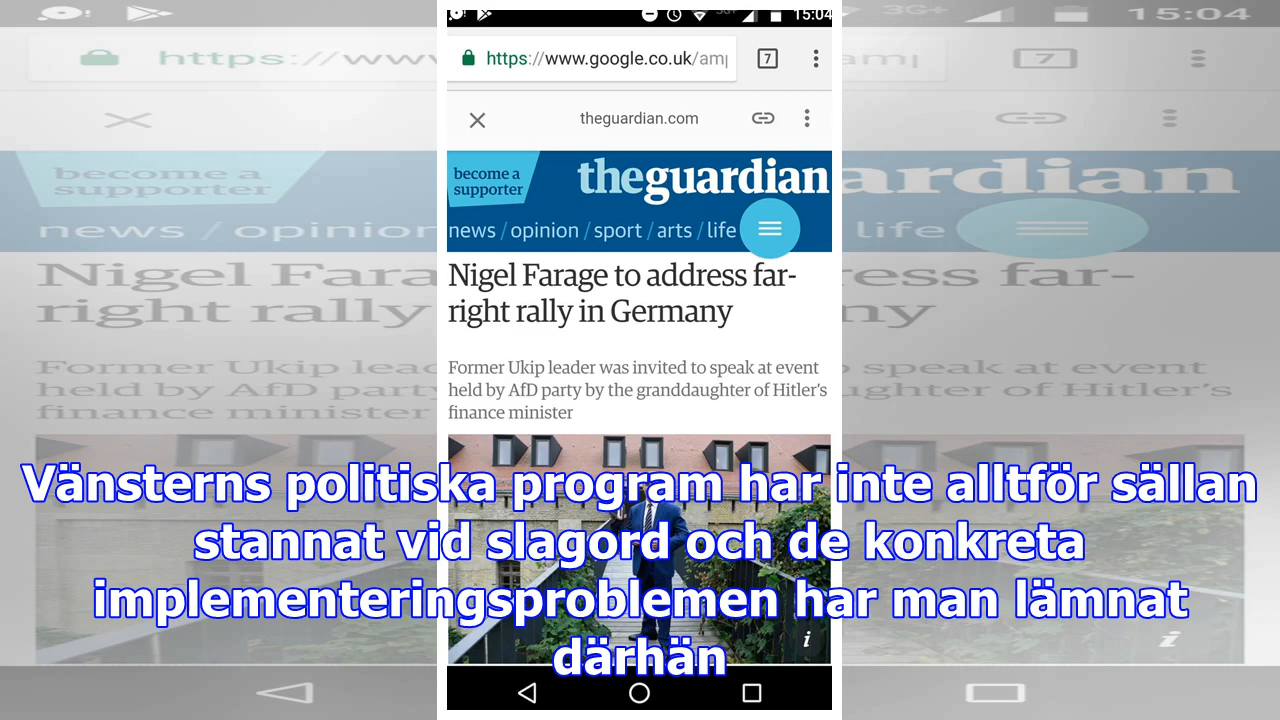 15:04
https://www.google.co.uk/amp
7
theguardian.com
become a
supporter
theguardian
news / opinion / sport / arts / life
Nigel Farage to address far-
right rally in Germany
Former Ukip leader was invited to speak at event
held by AfD party by the granddaughter of Hitler's
finance minister
Vänsterns politiska program har inte alltför sällan
stannat vid slagord och de konkreta
implementeringsproblemen har man lämnat
därhän